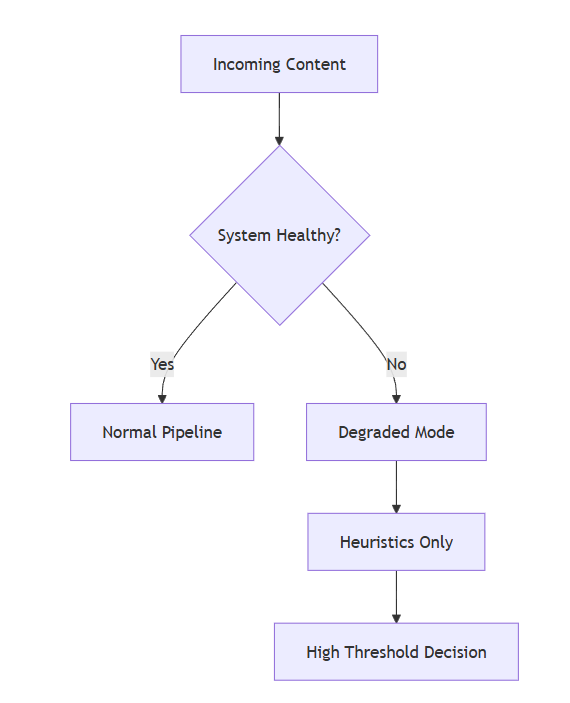 Incoming Content
System Healthy?
Yes
No
Normal Pipeline
Degraded Mode
Heuristics Only
High Threshold Decision